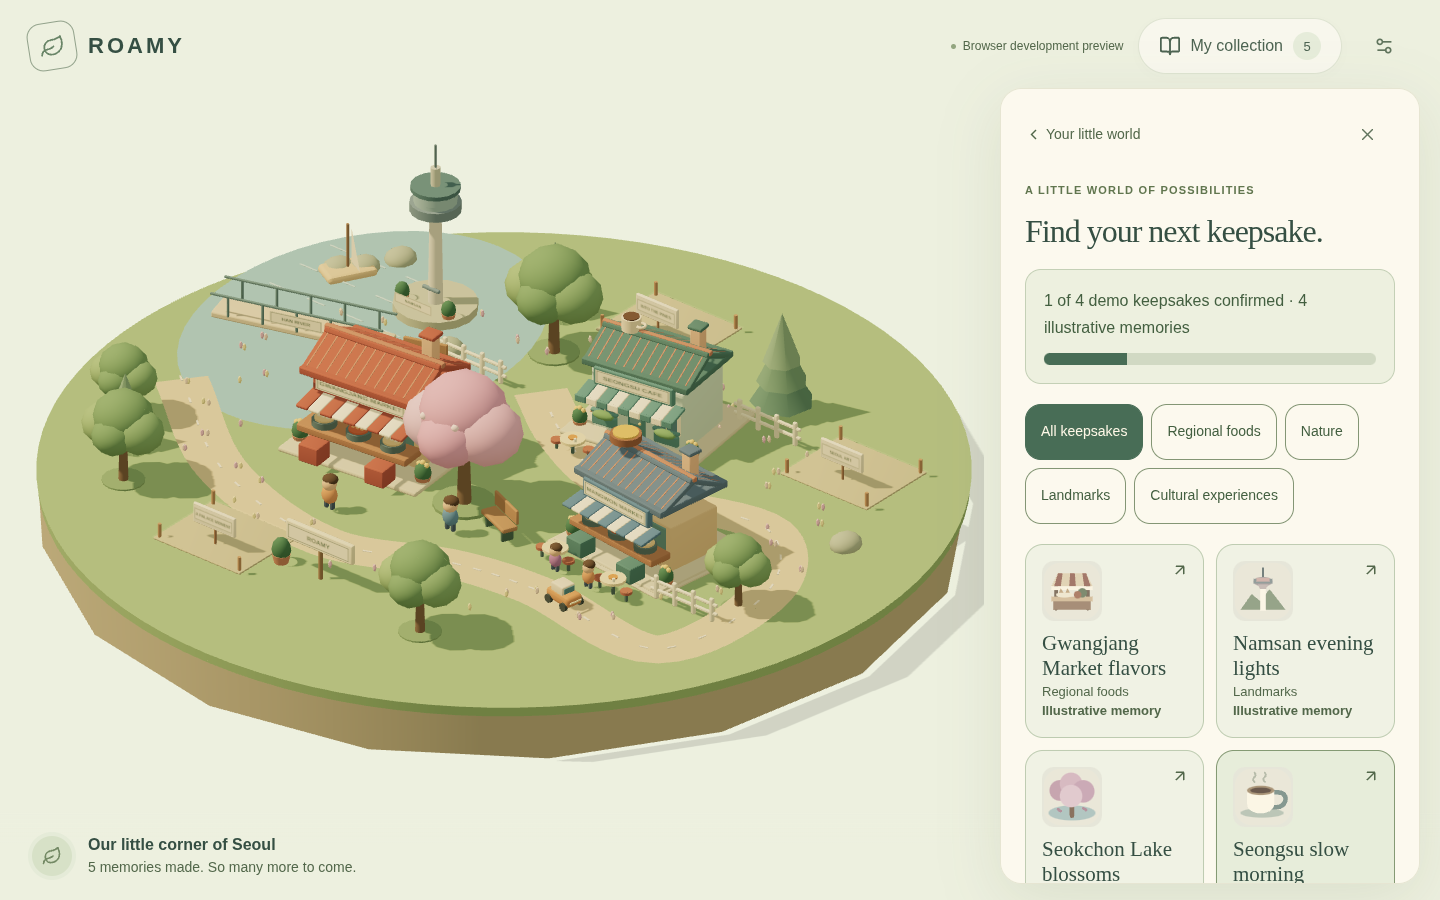 ROAMY
Browser development preview
My collection
5
Your little world
A LITTLE WORLD OF POSSIBILITIES
Find your next keepsake.
1 of 4 demo keepsakes confirmed · 4
illustrative memories
All keepsakes
Regional foods
Nature
Landmarks
Cultural experiences
Gwangjang
Market flavors
Regional foods
Illustrative memory
Namsan evening
lights
Landmarks
Illustrative memory
Seokchon Lake
blossoms
Seongsu slow
morning
ROAMY
Our little corner of Seoul
5 memories made. So many more to come.